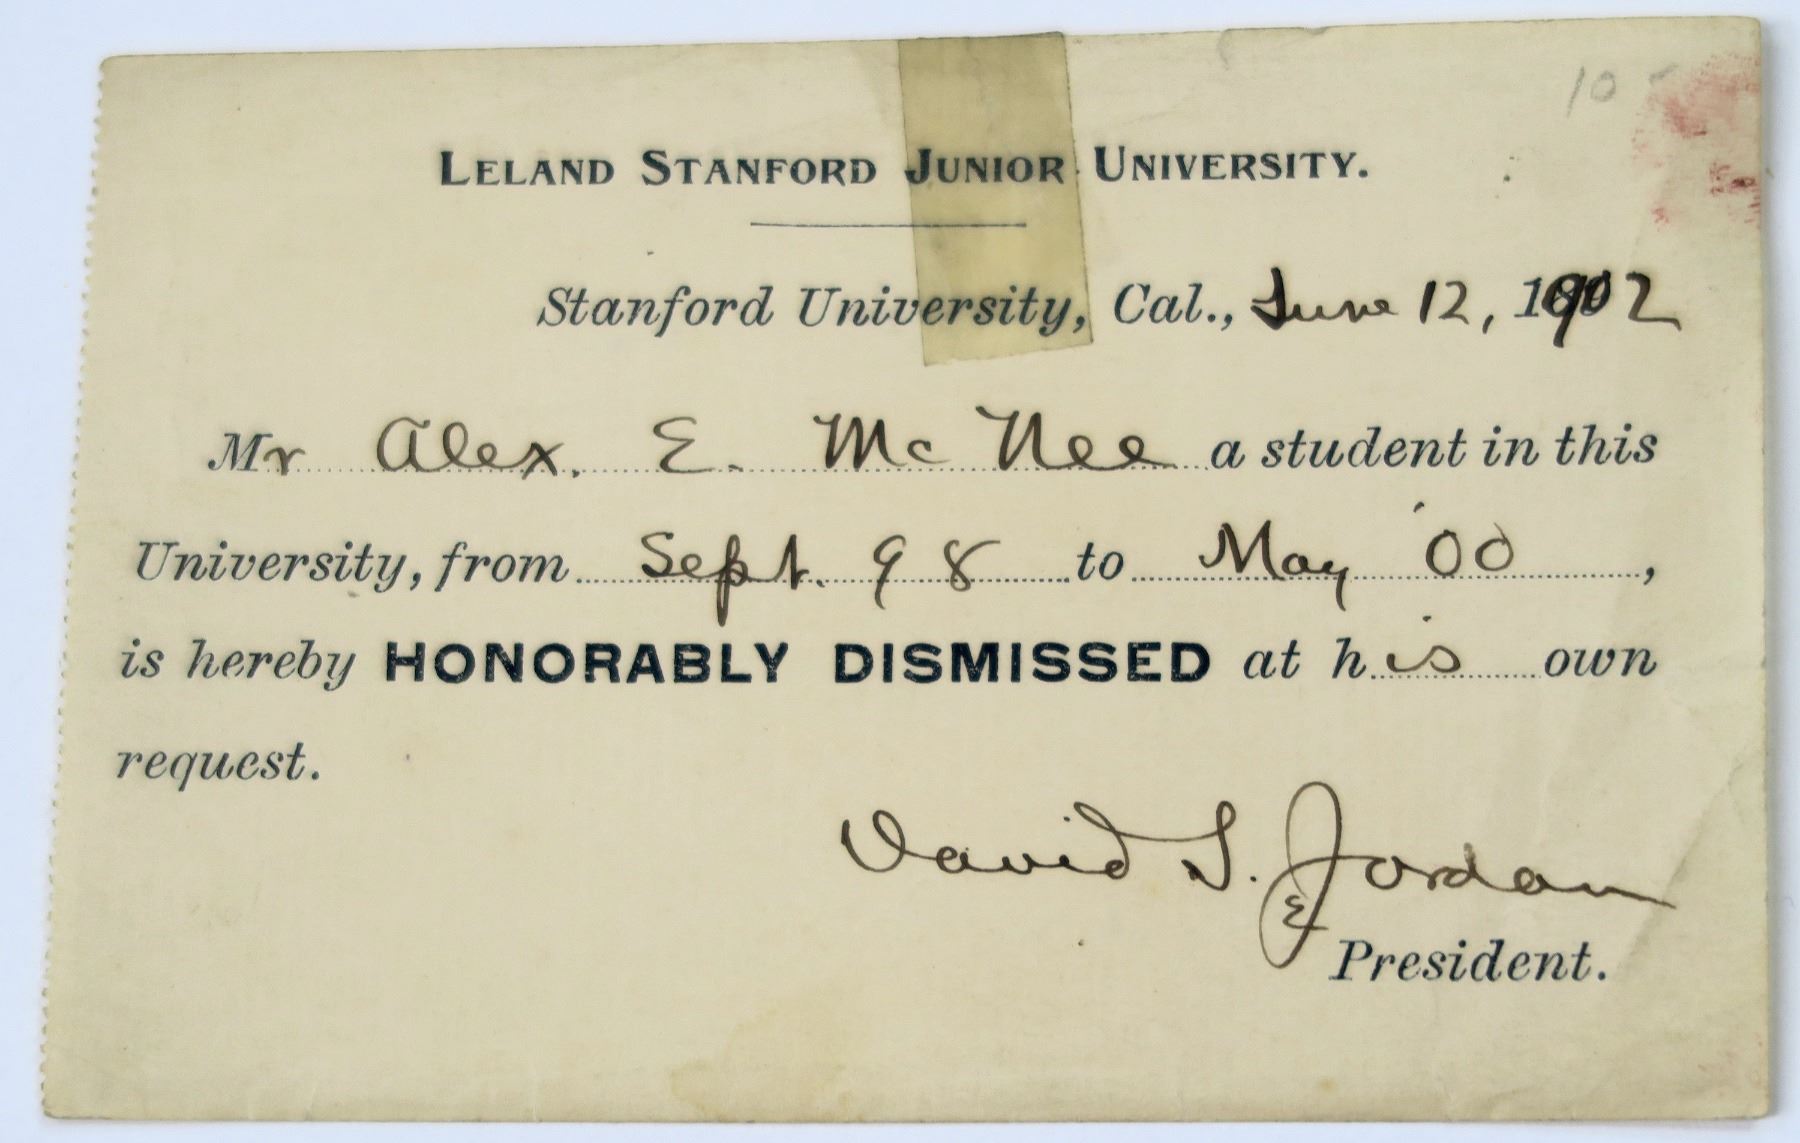 10-
LELAND STANFORD JUNIOR UNIVERSITY.
Stanford University, Cal., June 12, 1902
Mr Alex. E. McNee a student in this
University, from Sept. 98 to May '00,
is hereby HONORABLY DISMISSED at his own
request.
David S. Jordan
E
President.